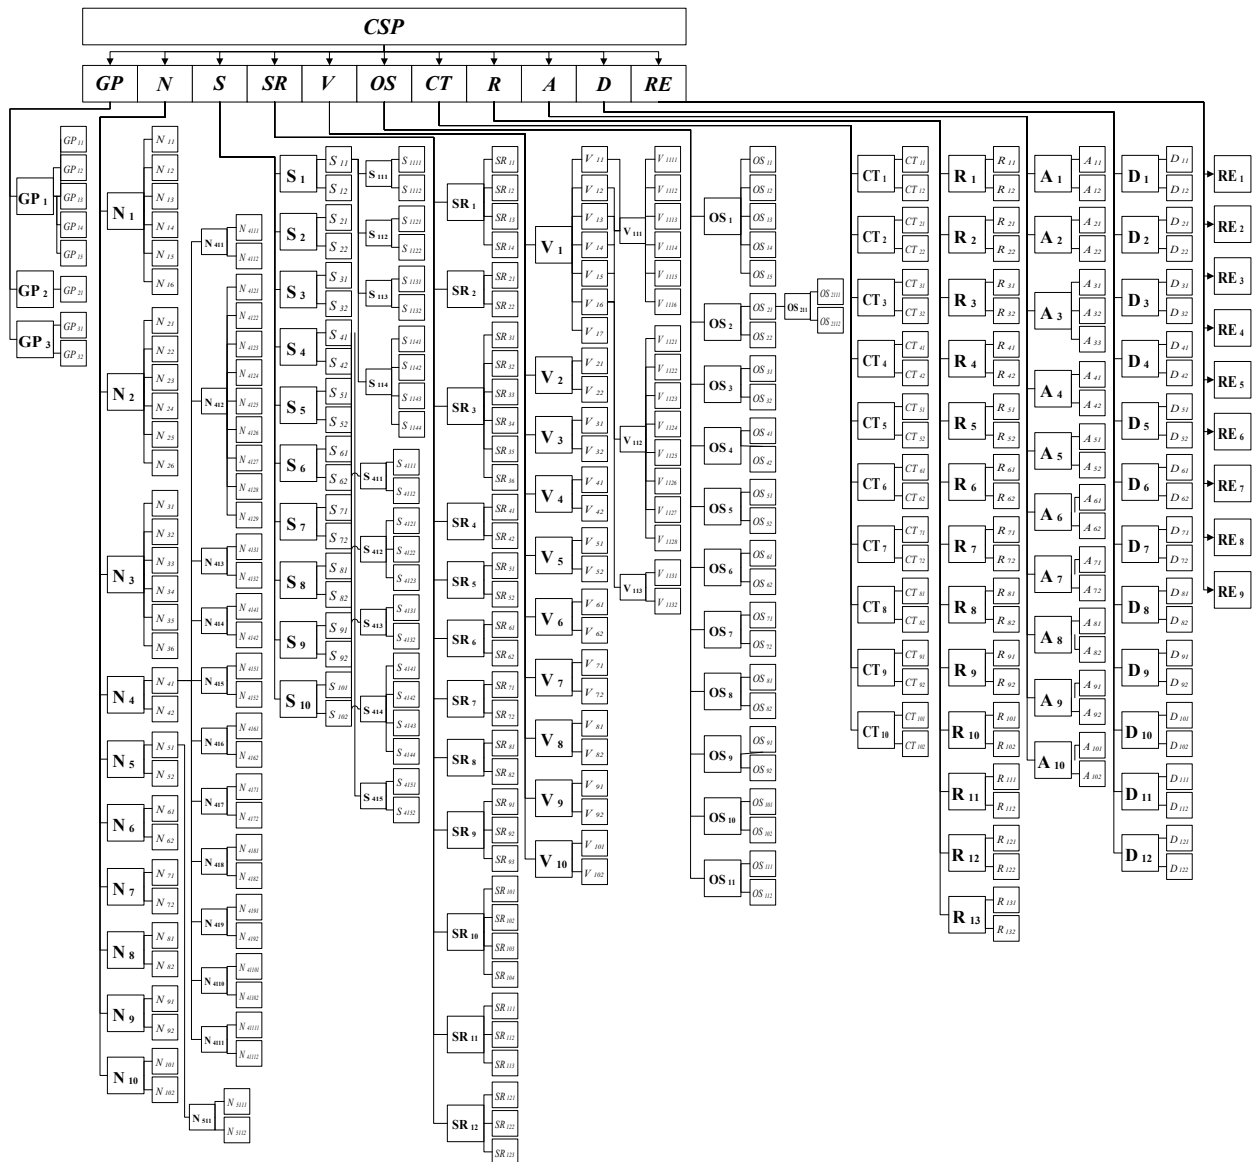 CSP
GP N S SR V OS CT R A D RE
GP 1
GP 11
GP 12
GP 13
GP 14
GP 15
GP 2
GP 21
GP 3
GP 31
GP 32
N 1
N 11
N 12
N 13
N 14
N 15
N 16
N 2
N 21
N 22
N 23
N 24
N 25
N 26
N 3
N 31
N 32
N 33
N 34
N 35
N 36
N 4
N 41
N 42
N 5
N 51
N 52
N 6
N 61
N 62
N 7
N 71
N 72
N 8
N 81
N 82
N 9
N 91
N 92
N 10
N 101
N 102
N 411
N 4111
N 4112
N 412
N 4121
N 4122
N 4123
N 4124
N 4125
N 4126
N 4127
N 4128
N 4129
N 413
N 4131
N 4132
N 414
N 4141
N 4142
N 415
N 4151
N 4152
N 416
N 4161
N 4162
N 417
N 4171
N 4172
N 418
N 4181
N 4182
N 419
N 4191
N 4192
N 4110
N 41101
N 41102
N 4111
N 41111
N 41112
N 511
N 5111
N 5112
S 1
S 11
S 12
S 2
S 21
S 22
S 3
S 31
S 32
S 4
S 41
S 42
S 5
S 51
S 52
S 6
S 61
S 62
S 7
S 71
S 72
S 8
S 81
S 82
S 9
S 91
S 92
S 10
S 101
S 102
S 111
S 1111
S 1112
S 112
S 1121
S 1122
S 113
S 1131
S 1132
S 114
S 1141
S 1142
S 1143
S 1144
S 411
S 4111
S 4112
S 412
S 4121
S 4122
S 4123
S 413
S 4131
S 4132
S 414
S 4141
S 4142
S 4143
S 4144
S 415
S 4151
S 4152
SR 1
SR 11
SR 12
SR 13
SR 14
SR 2
SR 21
SR 22
SR 3
SR 31
SR 32
SR 33
SR 34
SR 35
SR 36
SR 4
SR 41
SR 42
SR 5
SR 51
SR 52
SR 6
SR 61
SR 62
SR 7
SR 71
SR 72
SR 8
SR 81
SR 82
SR 9
SR 91
SR 92
SR 93
SR 10
SR 101
SR 102
SR 103
SR 104
SR 11
SR 111
SR 112
SR 113
SR 12
SR 121
SR 122
SR 123
V 1
V 11
V 12
V 13
V 14
V 15
V 16
V 17
V 2
V 21
V 22
V 3
V 31
V 32
V 4
V 41
V 42
V 5
V 51
V 52
V 6
V 61
V 62
V 7
V 71
V 72
V 8
V 81
V 82
V 9
V 91
V 92
V 10
V 101
V 102
V 111
V 1111
V 1112
V 1113
V 1114
V 1115
V 1116
V 112
V 1121
V 1122
V 1123
V 1124
V 1125
V 1126
V 1127
V 1128
V 113
V 1131
V 1132
OS 1
OS 11
OS 12
OS 13
OS 14
OS 15
OS 2
OS 21
OS 22
OS 211
OS 2111
OS 2112
OS 3
OS 31
OS 32
OS 4
OS 41
OS 42
OS 5
OS 51
OS 52
OS 6
OS 61
OS 62
OS 7
OS 71
OS 72
OS 8
OS 81
OS 82
OS 9
OS 91
OS 92
OS 10
OS 101
OS 102
OS 11
OS 111
OS 112
CT 1
CT 11
CT 12
CT 2
CT 21
CT 22
CT 3
CT 31
CT 32
CT 4
CT 41
CT 42
CT 5
CT 51
CT 52
CT 6
CT 61
CT 62
CT 7
CT 71
CT 72
CT 8
CT 81
CT 82
CT 9
CT 91
CT 92
CT 10
CT 101
CT 102
R 1
R 11
R 12
R 2
R 21
R 22
R 3
R 31
R 32
R 4
R 41
R 42
R 5
R 51
R 52
R 6
R 61
R 62
R 7
R 71
R 72
R 8
R 81
R 82
R 9
R 91
R 92
R 10
R 101
R 102
R 11
R 111
R 112
R 12
R 121
R 122
R 13
R 131
R 132
A 1
A 11
A 12
A 2
A 21
A 22
A 3
A 31
A 32
A 33
A 4
A 41
A 42
A 5
A 51
A 52
A 6
A 61
A 62
A 7
A 71
A 72
A 8
A 81
A 82
A 9
A 91
A 92
A 10
A 101
A 102
D 1
D 11
D 12
D 2
D 21
D 22
D 3
D 31
D 32
D 4
D 41
D 42
D 5
D 51
D 52
D 6
D 61
D 62
D 7
D 71
D 72
D 8
D 81
D 82
D 9
D 91
D 92
D 10
D 101
D 102
D 11
D 111
D 112
D 12
D 121
D 122
RE 1
RE 2
RE 3
RE 4
RE 5
RE 6
RE 7
RE 8
RE 9